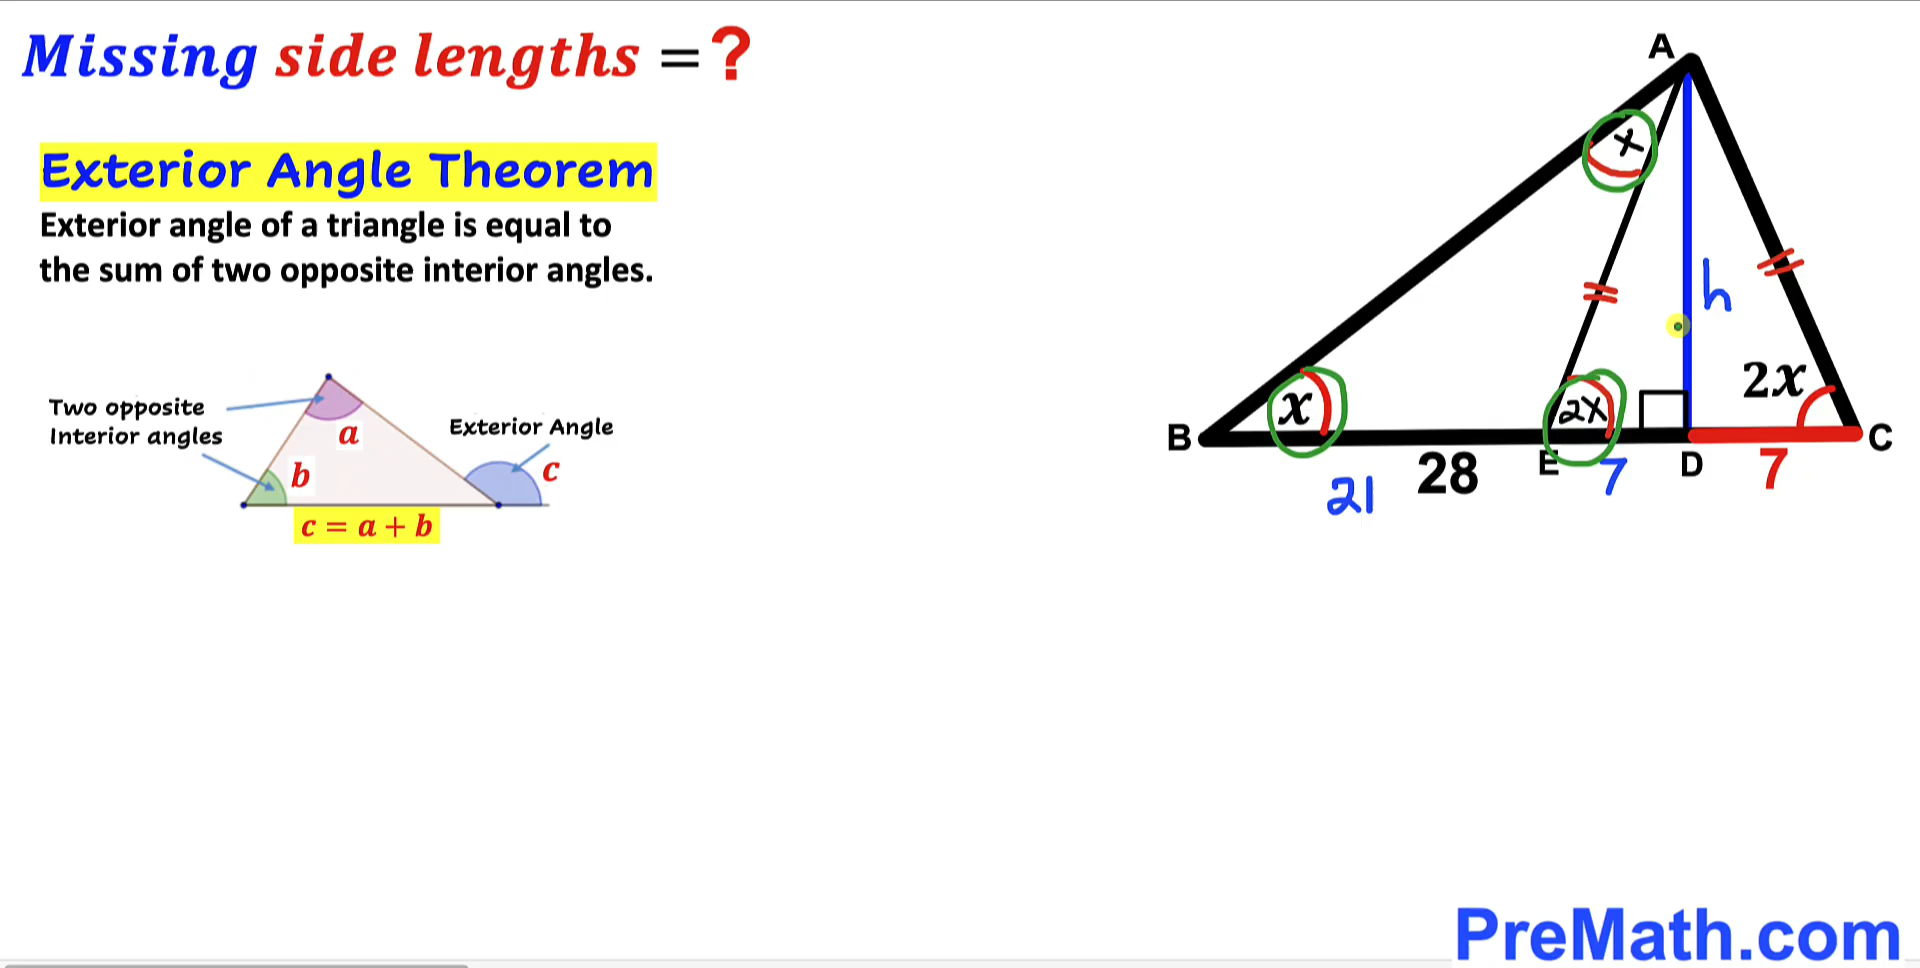 Missing side lengths = ?
Exterior Angle Theorem
Exterior angle of a triangle is equal to
the sum of two opposite interior angles.
Two opposite
Interior angles
a
b
Exterior Angle
c
c = a + b
A
x
h
2x
B
x
2x
C
28
E
7
D
7
21
PreMath.com